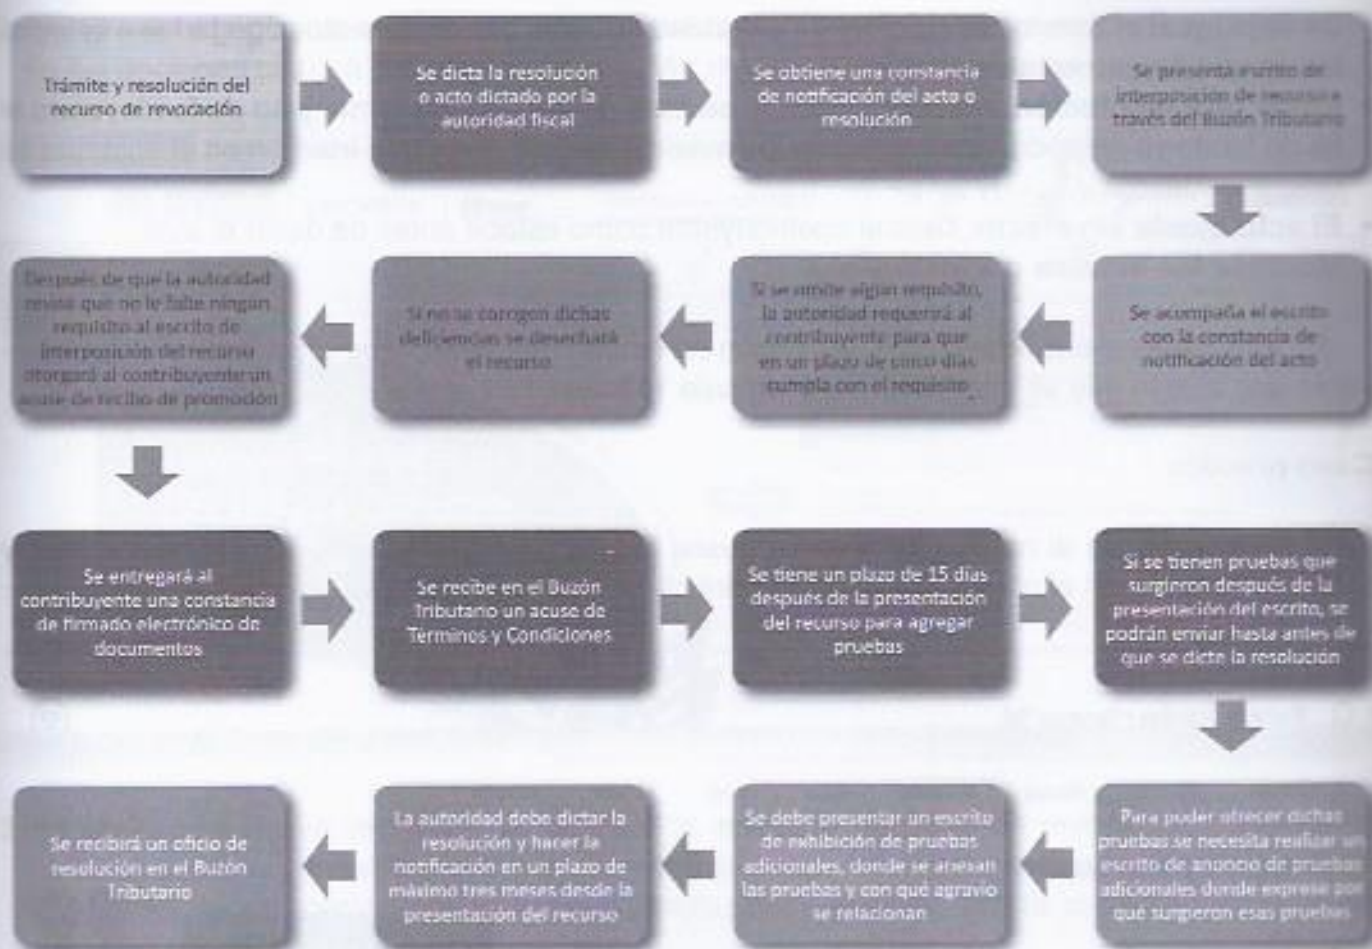 Trámite y resolución del
recurso de revocación
Se dicta la resolución
o acto dictado por la
autoridad fiscal
Se obtiene una constancia
de notificación del acto o
resolución
Se presenta escrito de
interposición de recurso a
través del Buzón Tributario
Se acompaña el escrito
con la constancia de
notificación del acto
Si se omite algún requisito,
la autoridad requerirá al
contribuyente para que
en un plazo de cinco días
cumpla con el requisito
Si no se corrigen dichas
deficiencias se desechará
el recurso
Después de que la autoridad
revisa que no le falte ningún
requisito al escrito de
interposición del recurso
otorgará al contribuyente un
acuse de recibo de promoción
Se entregará al
contribuyente una constancia
de firmado electrónico de
documentos
Se recibe en el Buzón
Tributario un acuse de
Términos y Condiciones
Se tiene un plazo de 15 días
después de la presentación
del recurso para agregar
pruebas
Si se tienen pruebas que
surgieron después de la
presentación del escrito, se
podrán enviar hasta antes de
que se dicte la resolución
Para puder ofrecer dichas
pruebas se necesita realizar un
escrito de anuncio de pruebas
adicionales donde exprese por
qué surgieron esas pruebas
Se debe presentar un escrito
de exhibición de pruebas
adicionales, donde se anexan
las pruebas y con qué agravio
se relacionan
La autoridad debe dictar la
resolución y hacer la
notificación en un plazo de
máximo tres meses desde la
presentación del recurso
Se recibirá un oficio de
resolución en el Buzón
Tributario